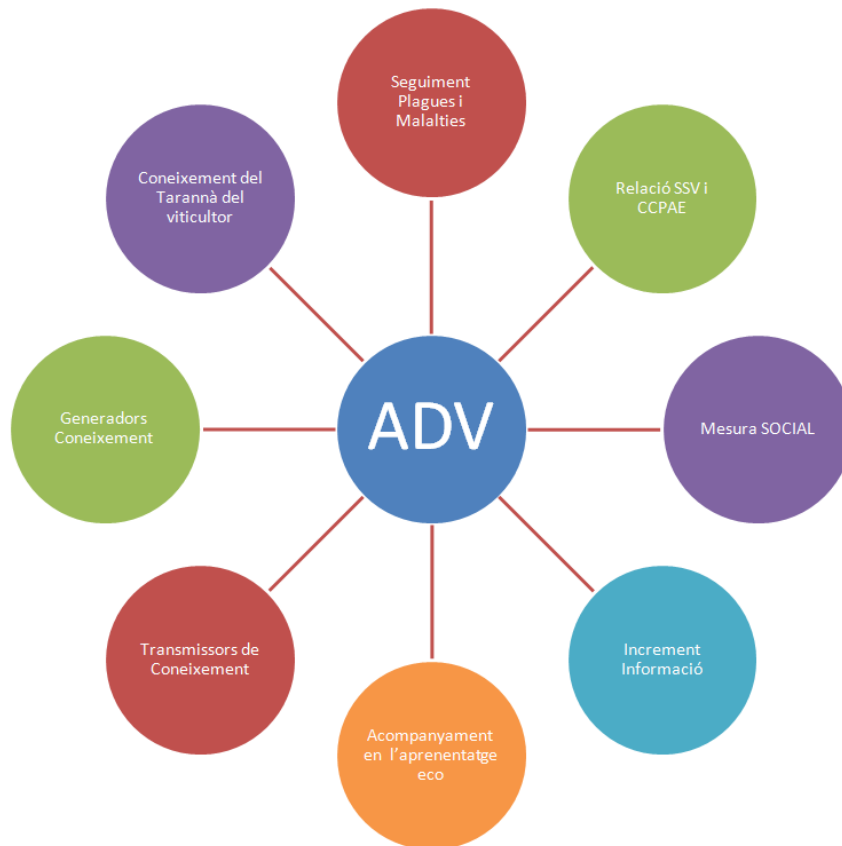 Seguiment
Plagues i
Malalties
Relació SSV i
CCPAE
Mesura SOCIAL
Increment
Informació
Acompanyament
en l'aprenentatge
eco
Transmissors de
Coneixement
Generadors
Coneixement
Coneixement del
Tarannà del
viticultor
ADV